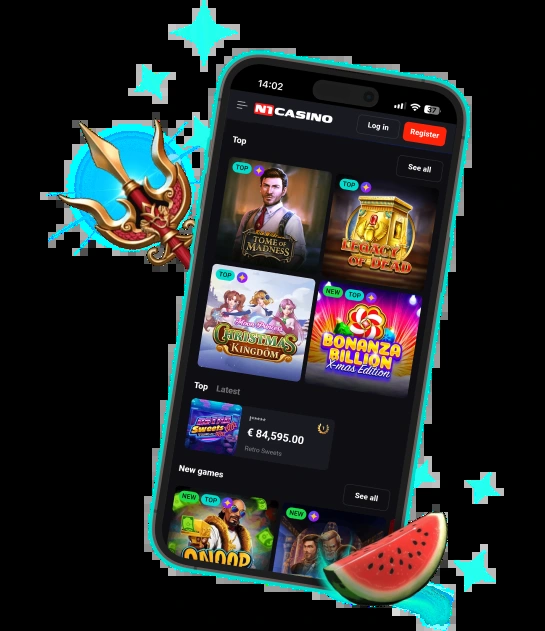 14:02
37
N1 CASINO
Log in
Register
Top
See all
TOP
TOP
TOME OF
MADNESS
LEGACY
OF DEAD
TOP
NEW TOP
CHRISTMAS
KINGDOM
BONANZA
BILLION
X-mas Edition
Top Latest
I*****
€ 84,595.00
Retro Sweets
New games
See all
NEW TOP
NEW